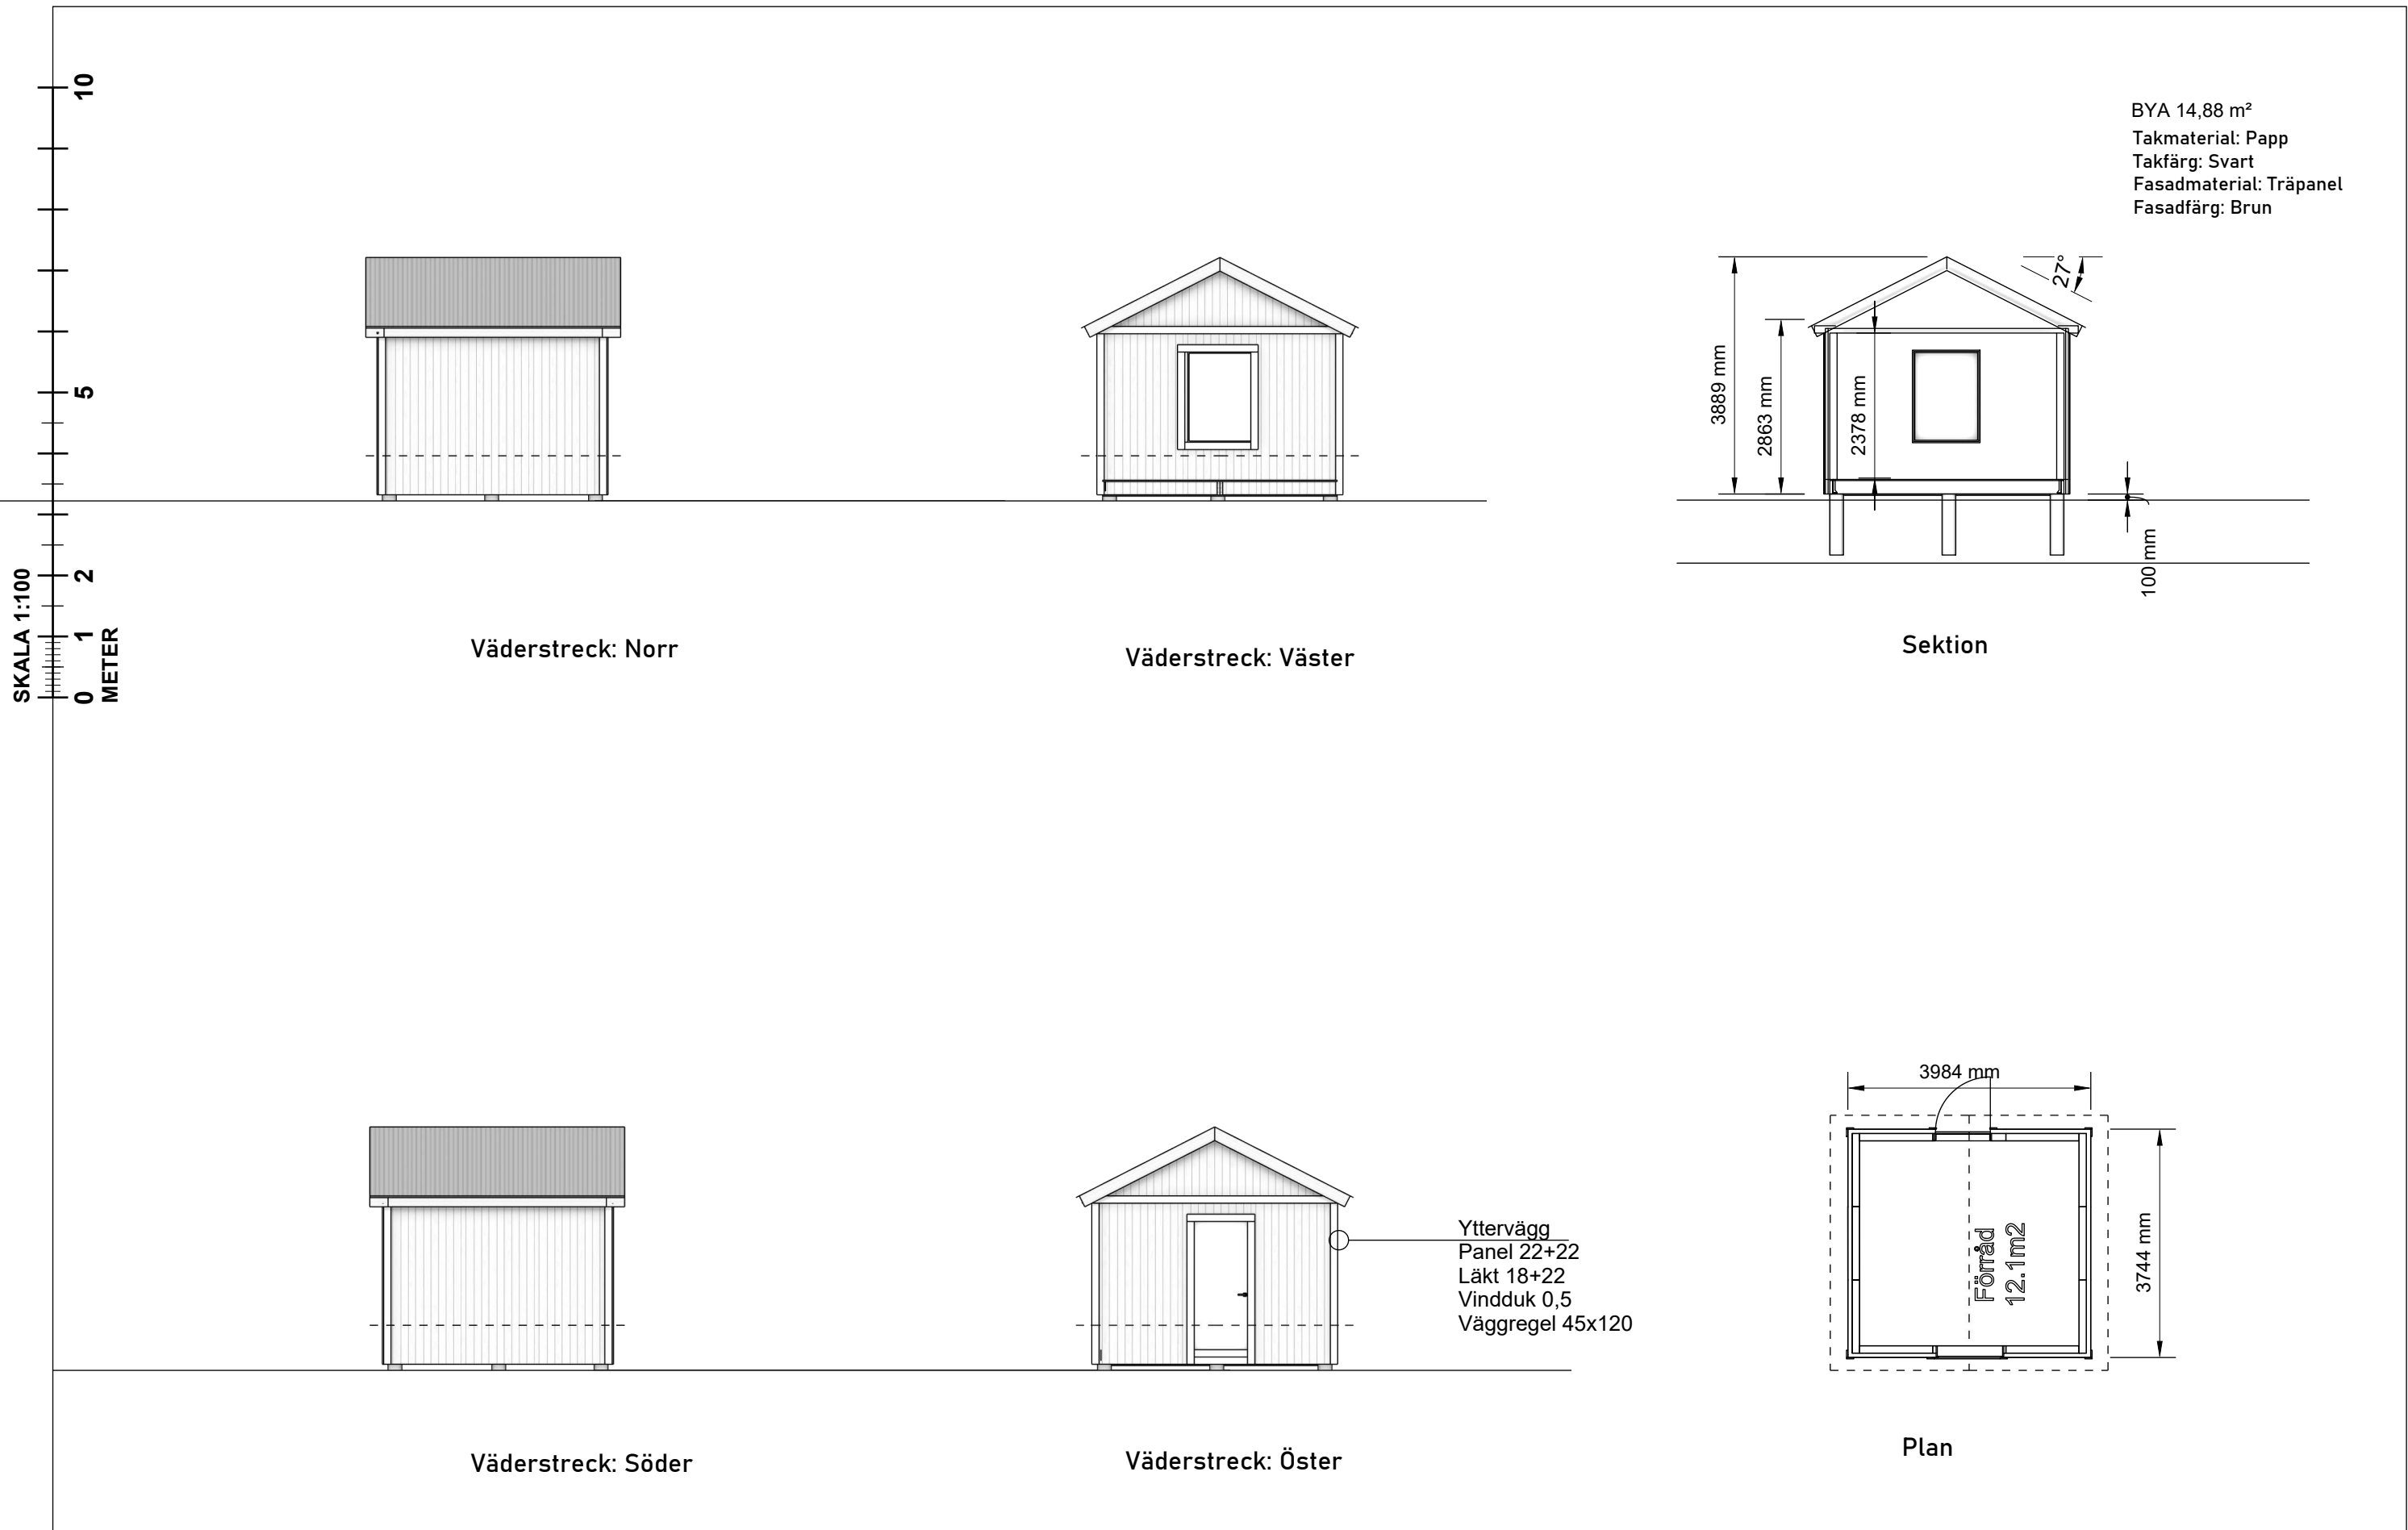 10
5
2
1
0
SKALA 1:100
METER
BYA 14,88 m²
Takmaterial: Papp
Takfärg: Svart
Fasadmaterial: Träpanel
Fasadfärg: Brun
27°
3889 mm
2863 mm
2378 mm
100 mm
Väderstreck: Norr
Väderstreck: Väster
Sektion
Yttervägg
Panel 22+22
Läkt 18+22
Vindduk 0,5
Väggregel 45x120
3984 mm
3744 mm
Förråd
12.1m2
Väderstreck: Söder
Väderstreck: Öster
Plan